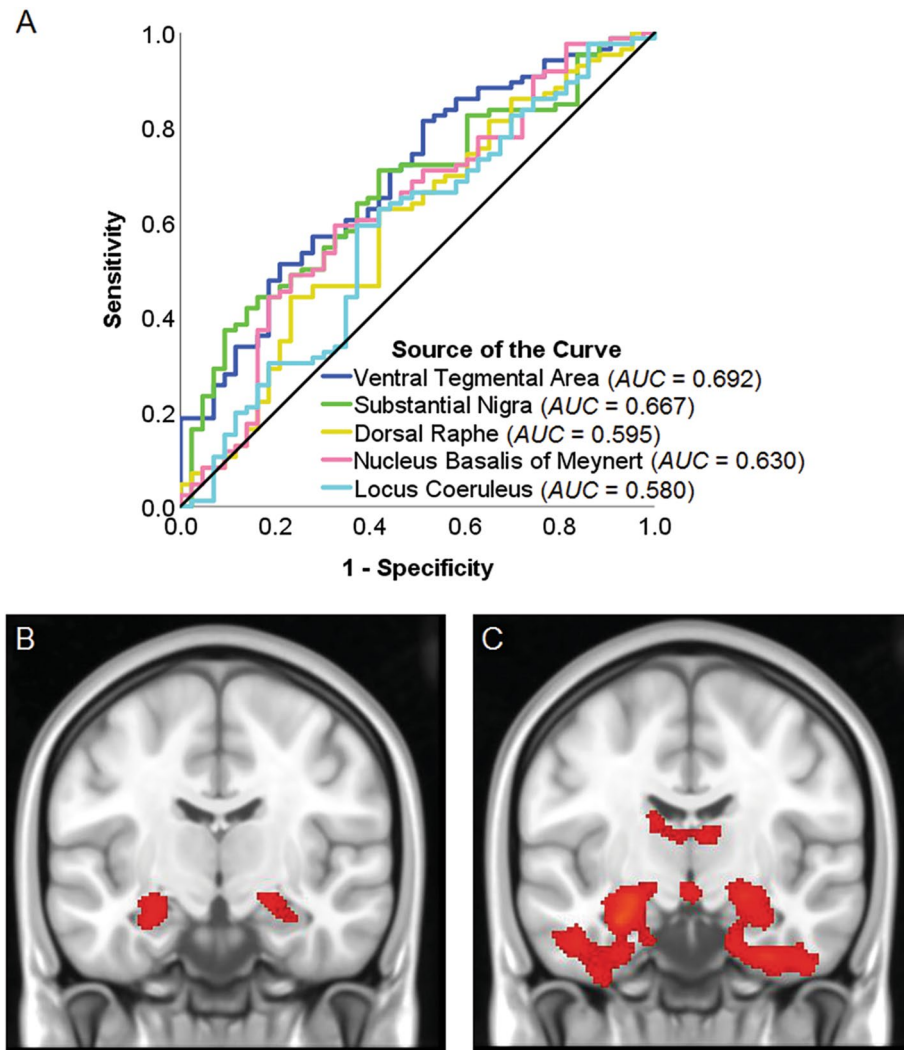 A
1.0
0.8
0.6
0.4
0.2
0.0
Sensitivity
Source of the Curve
Ventral Tegmental Area (AUC = 0.692)
Substantial Nigra (AUC = 0.667)
Dorsal Raphe (AUC = 0.595)
Nucleus Basalis of Meynert (AUC = 0.630)
Locus Coeruleus (AUC = 0.580)
0.0 0.2 0.4 0.6 0.8 1.0
1 - Specificity
B
C